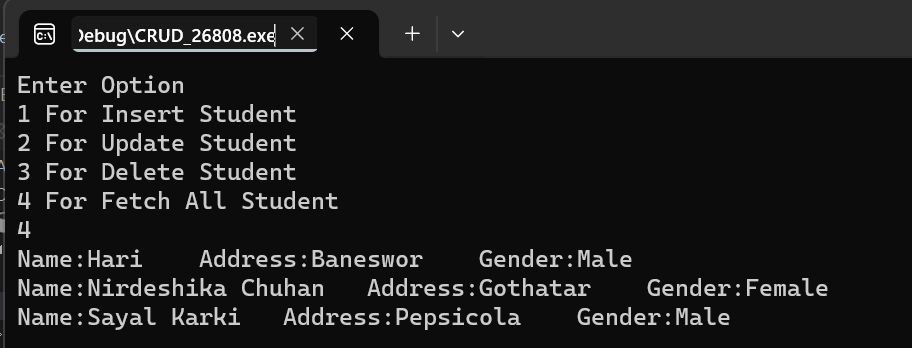 Debug\CRUD_26808.exe
Enter Option
1 For Insert Student
2 For Update Student
3 For Delete Student
4 For Fetch All Student
4
Name:Hari    Address:Baneswor    Gender:Male
Name:Nirdeshika Chuhan   Address:Gothatar    Gender:Female
Name:Sayal Karki   Address:Pepsicola    Gender:Male